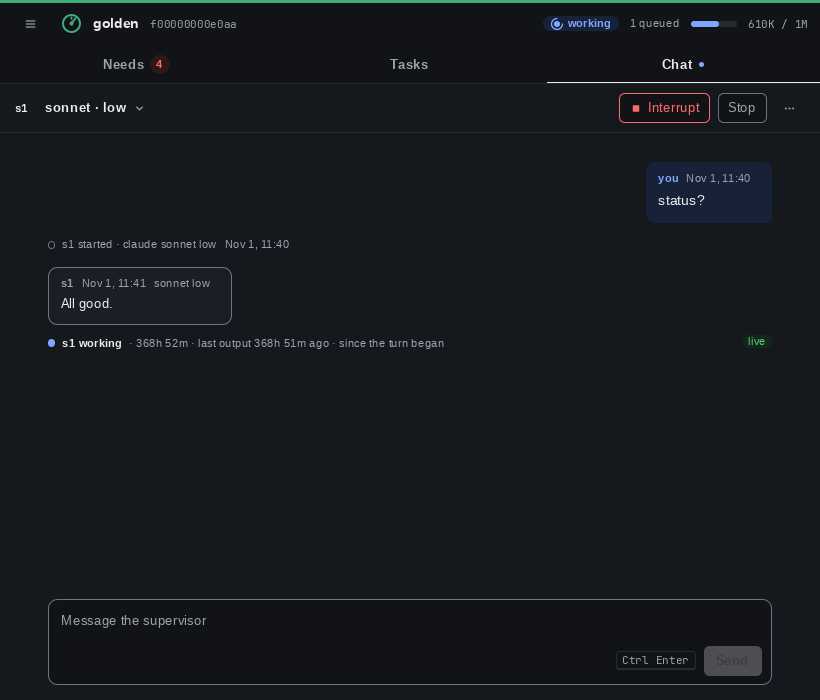 golden f00000000e0aa working 1 queued 610K / 1M
Needs 4 Tasks Chat
s1 sonnet · low Interrupt Stop
you Nov 1, 11:40
status?
s1 started · claude sonnet low Nov 1, 11:40
s1 Nov 1, 11:41 sonnet low
All good.
s1 working · 368h 52m · last output 368h 51m ago · since the turn began live
Message the supervisor
Ctrl Enter Send